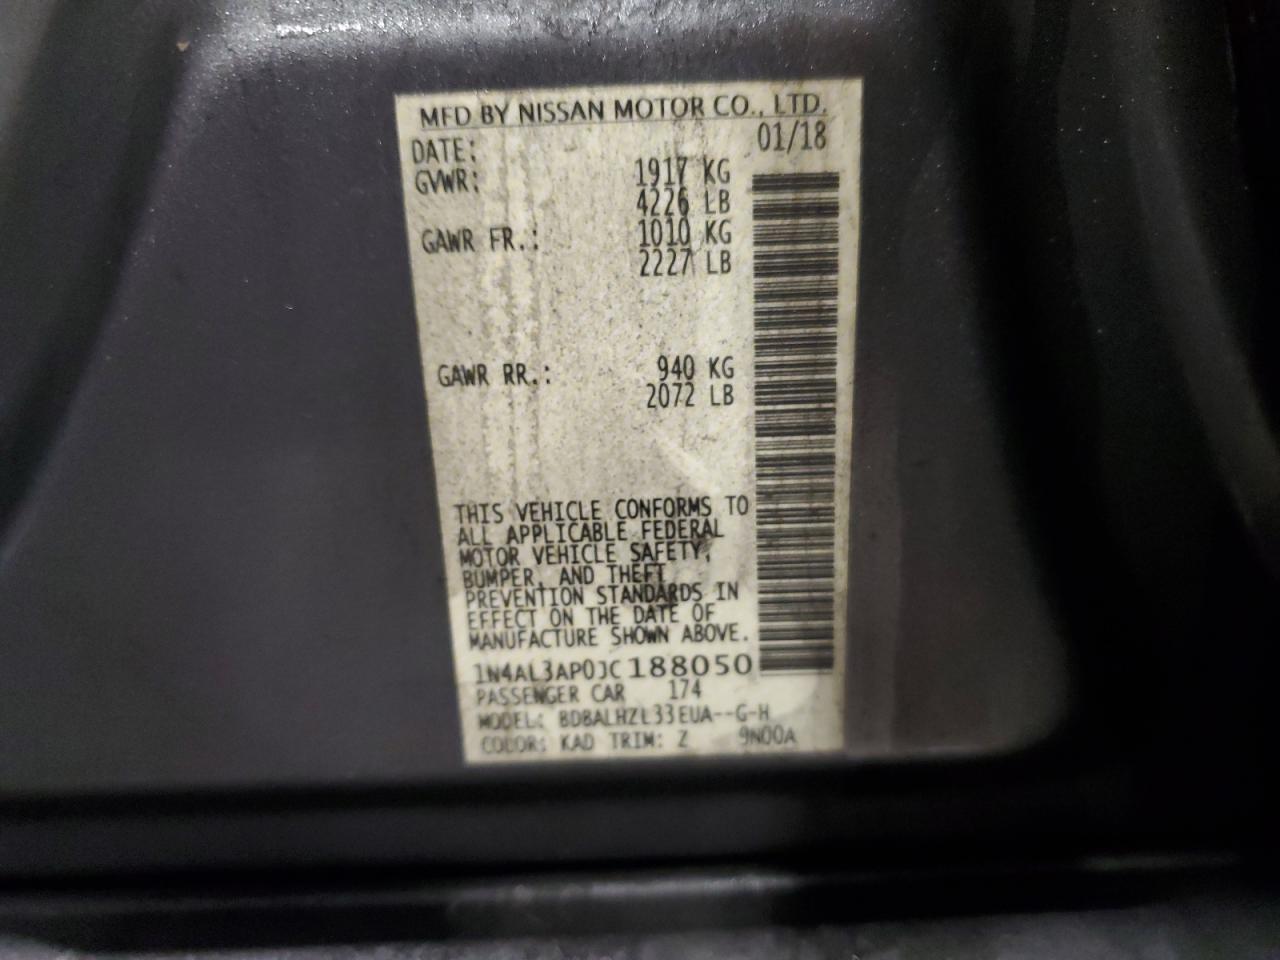 MFD BY NISSAN MOTOR CO., LTD.
DATE: 01/18
GVWR: 1917 KG
4226 LB
GAWR FR.: 1010 KG
2227 LB
GAWR RR.: 940 KG
2072 LB
THIS VEHICLE CONFORMS TO
ALL APPLICABLE FEDERAL
MOTOR VEHICLE SAFETY,
BUMPER, AND THEFT
PREVENTION STANDARDS IN
EFFECT ON THE DATE OF
MANUFACTURE SHOWN ABOVE.
1N4AL3AP0JC188050
PASSENGER CAR 174
MODEL: BDBALHZL33EUA--G-H
COLOR: KAD TRIM: Z 9N00A